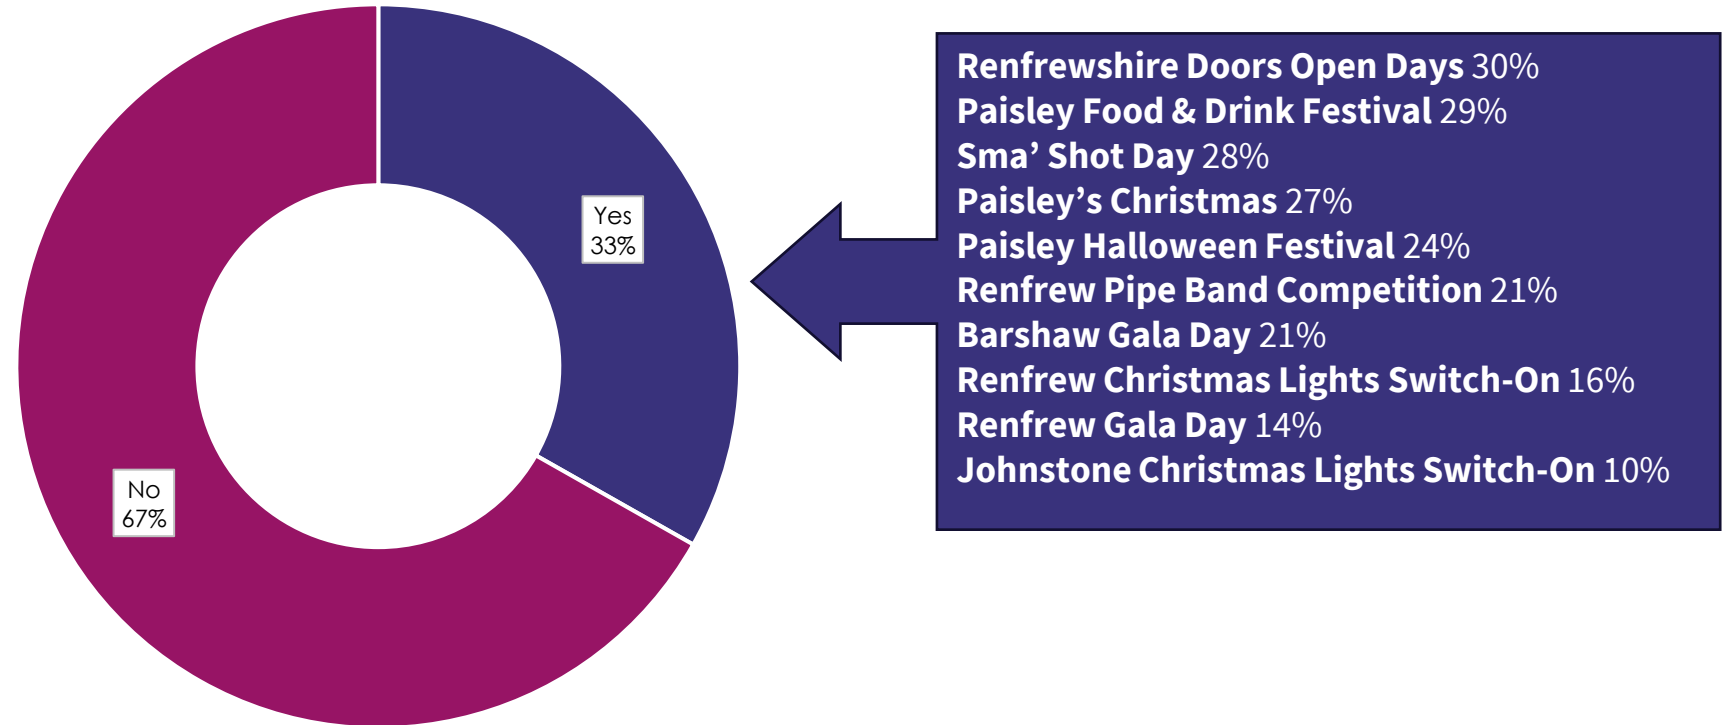 Yes
33%
No
67%
Renfrewshire Doors Open Days 30%
Paisley Food & Drink Festival 29%
Sma’ Shot Day 28%
Paisley’s Christmas 27%
Paisley Halloween Festival 24%
Renfrew Pipe Band Competition 21%
Barshaw Gala Day 21%
Renfrew Christmas Lights Switch-On 16%
Renfrew Gala Day 14%
Johnstone Christmas Lights Switch-On 10%